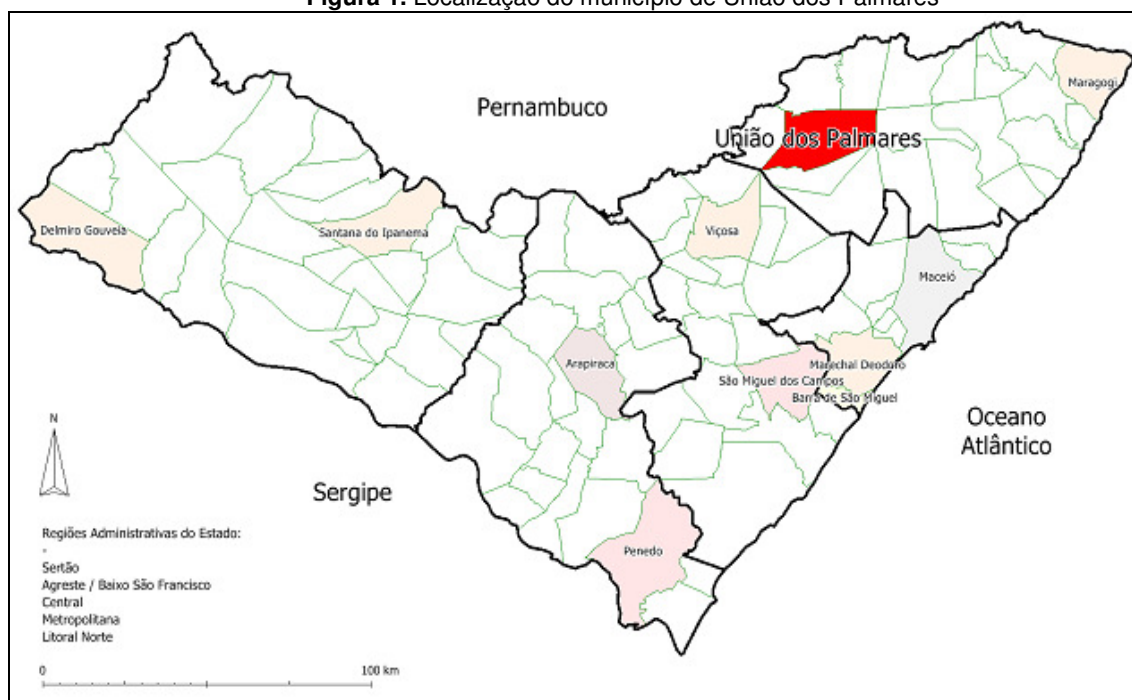 Figura 1. Localização do município de União dos Palmares
Pernambuco
Maragogi
União dos Palmares
Delmiro Gouveia
Santana do Ipanema
Viçosa
Maceió
Arapiraca
Marechal Deodoro
São Miguel dos Campos
Barra de São Miguel
Oceano
Atlântico
N
Sergipe
Penedo
Regiões Administrativas do Estado:
-
Sertão
Agreste / Baixo São Francisco
Central
Metropolitana
Litoral Norte
0 100 km